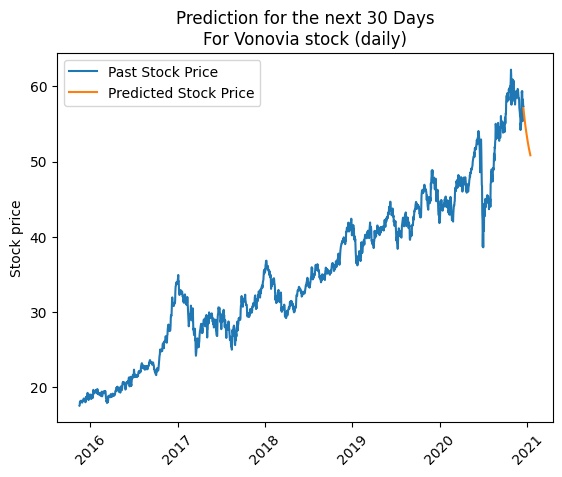 Prediction for the next 30 Days
For Vonovia stock (daily)
Past Stock Price
Predicted Stock Price
Stock price
60
50
40
30
20
2016
2017
2018
2019
2020
2021